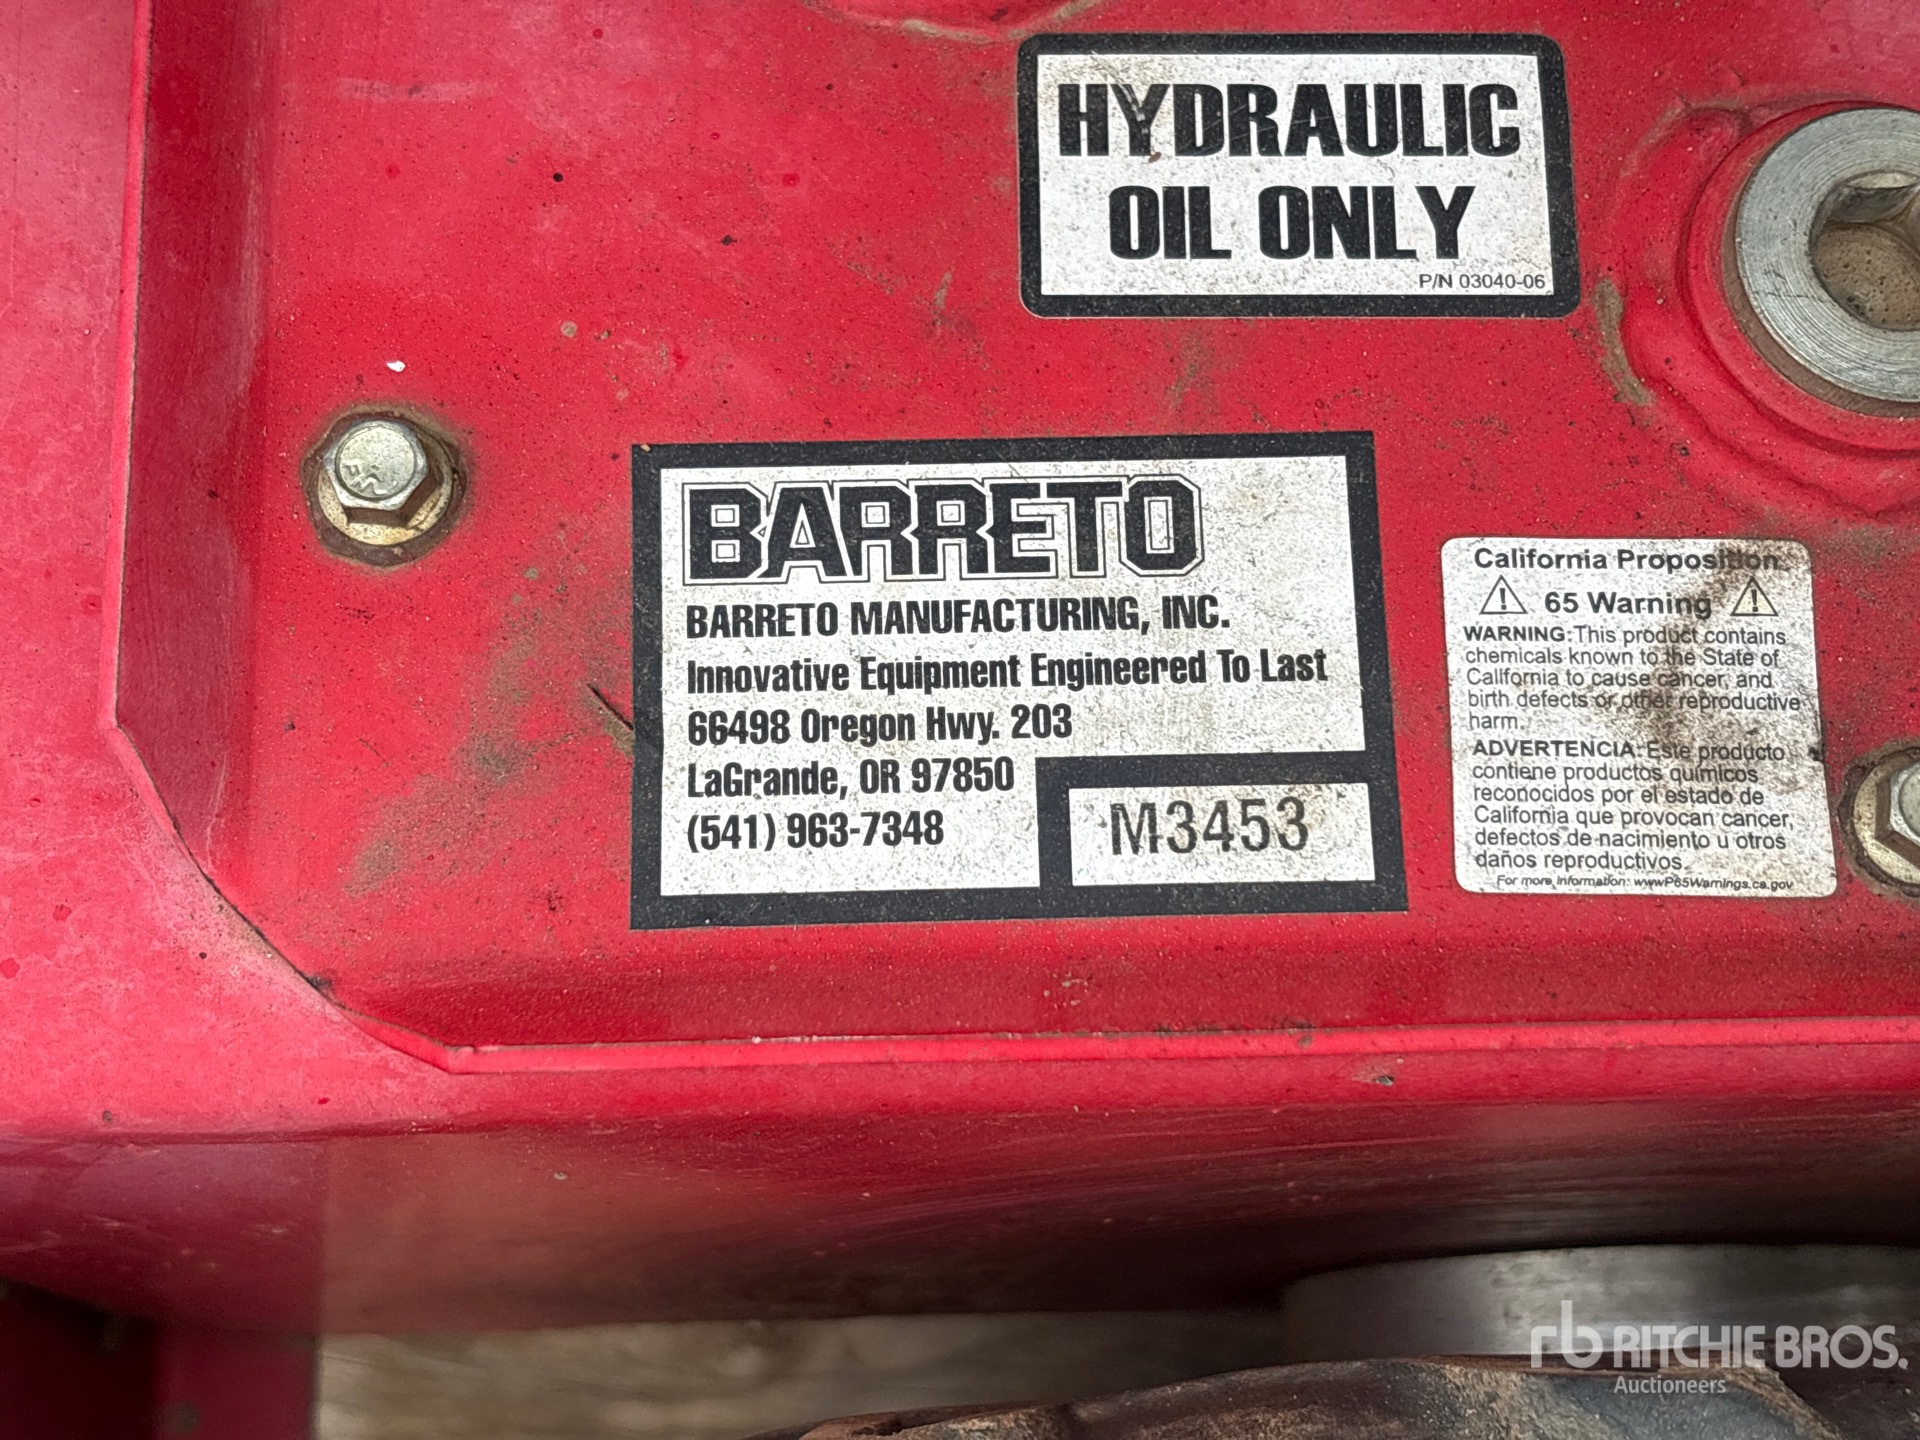 HYDRAULIC
OIL ONLY
P/N 03040-06
BARRETO
BARRETO MANUFACTURING, INC.
Innovative Equipment Engineered To Last
66498 Oregon Hwy. 203
LaGrande, OR 97850
(541) 963-7348
M3453
California Proposition
65 Warning
WARNING: This product contains
chemicals known to the State of
California to cause cancer, and
birth defects or other reproductive
harm.
ADVERTENCIA: Este producto
contiene productos químicos
reconocidos por el estado de
California que provocan cancer,
defectos de nacimiento u otros
daños reproductivos.
For more information: wwwP65Warnings.ca.gov
rb RITCHIE BROS.
Auctioneers